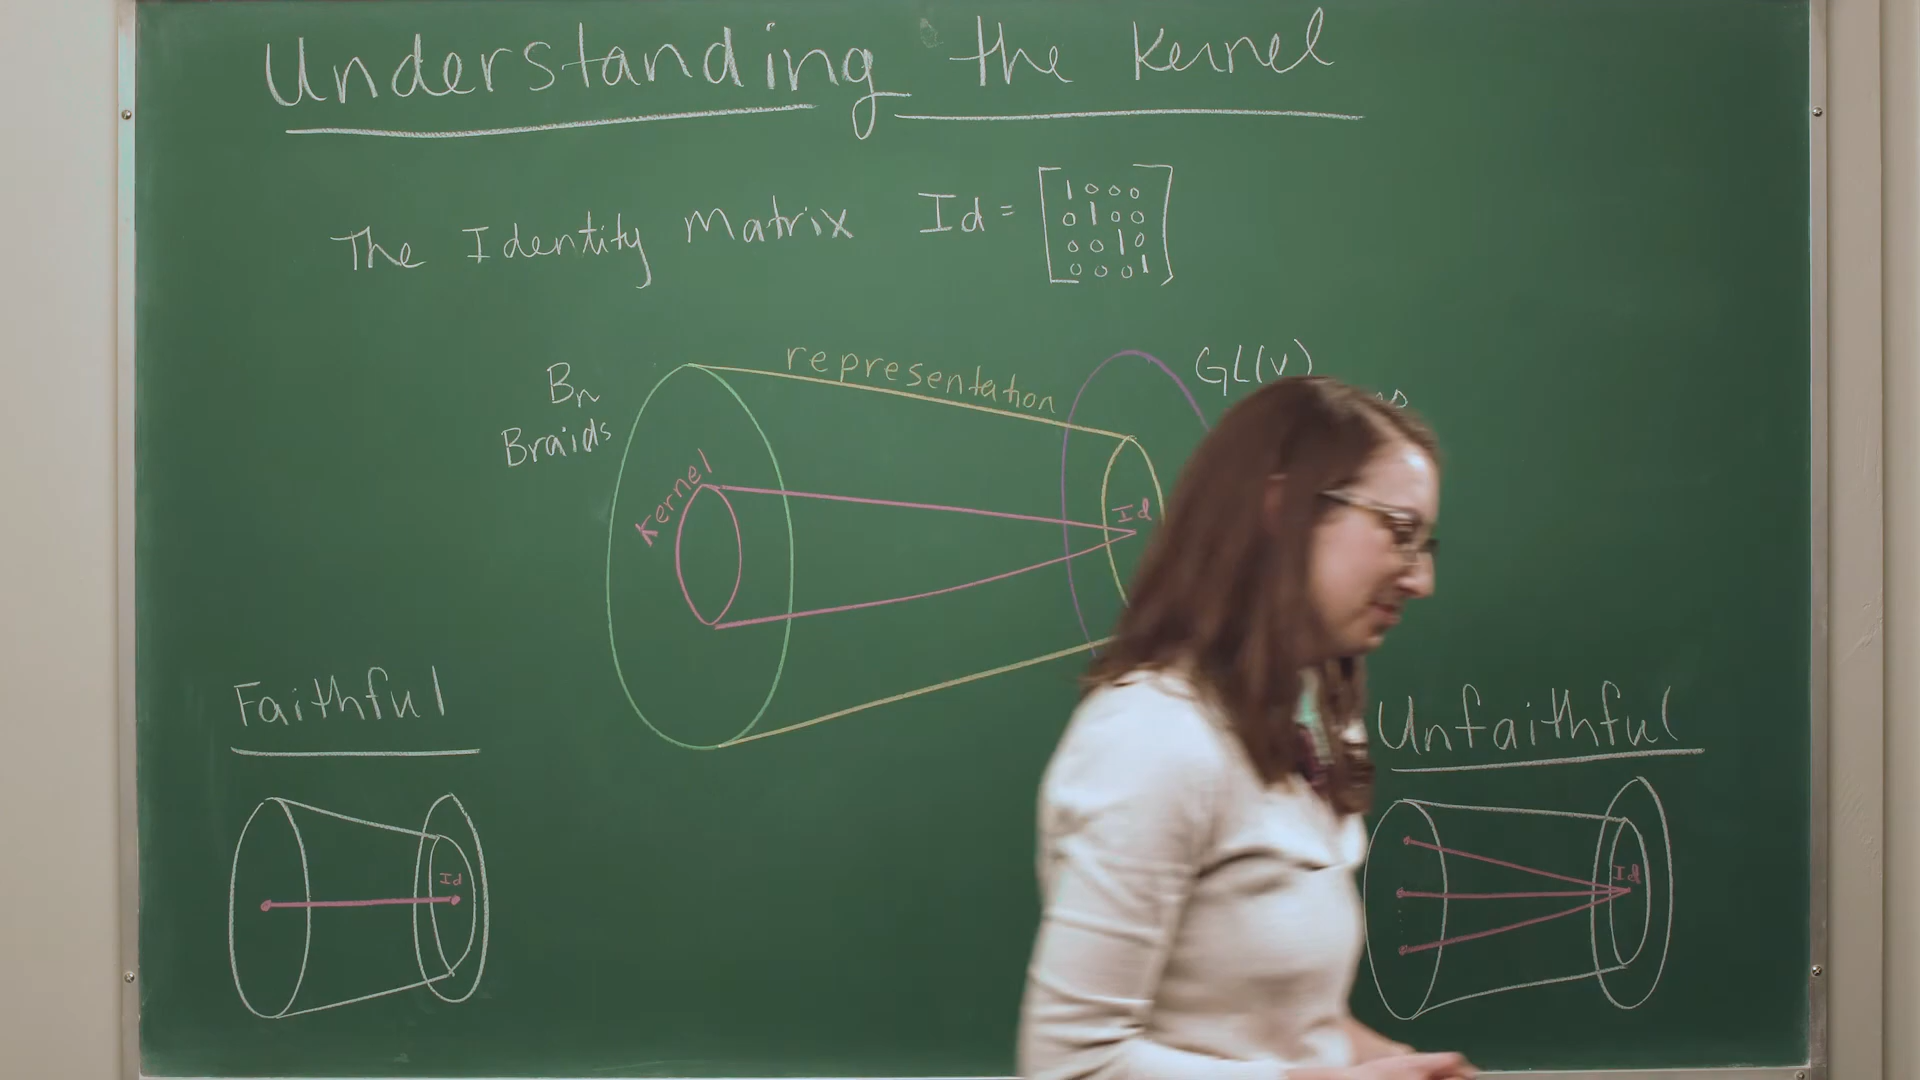 Understanding the Kernel
The Identity Matrix Id = [1 0 0 0
0 1 0 0
0 0 1 0
0 0 0 1]
representation
Bn
Braids
GL(V)
Kernel
Id
Faithful
Unfaithful
Id
Id